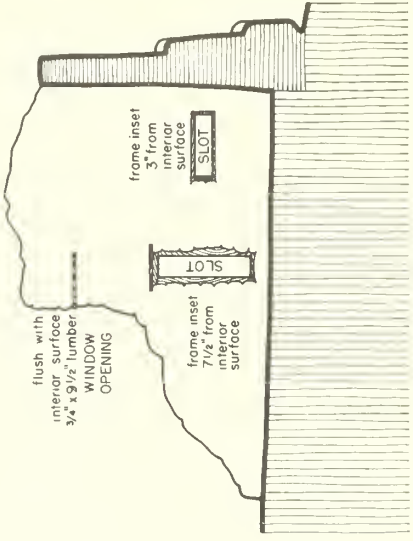 flush with
interior surface
3/4" x 9 1/2" lumber
WINDOW
OPENING
frame inset
3" from
interior
surface
SLOT
SLOT
frame inset
7 1/2" from
interior
surface